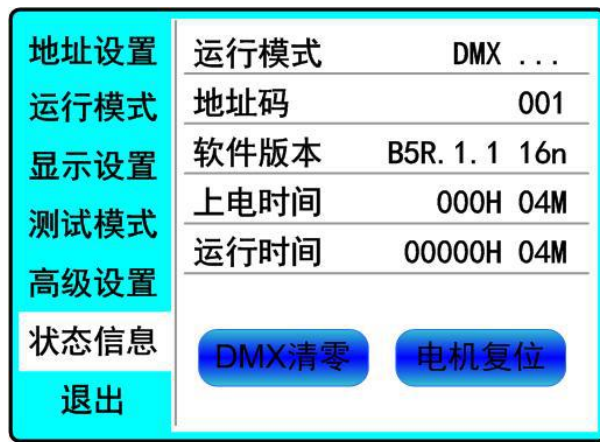 地址设置
运行模式
显示设置
测试模式
高级设置
状态信息
退出
运行模式 DMX ...
地址码 001
软件版本 B5R.1.1 16n
上电时间 000H 04M
运行时间 00000H 04M
DMX清零 电机复位